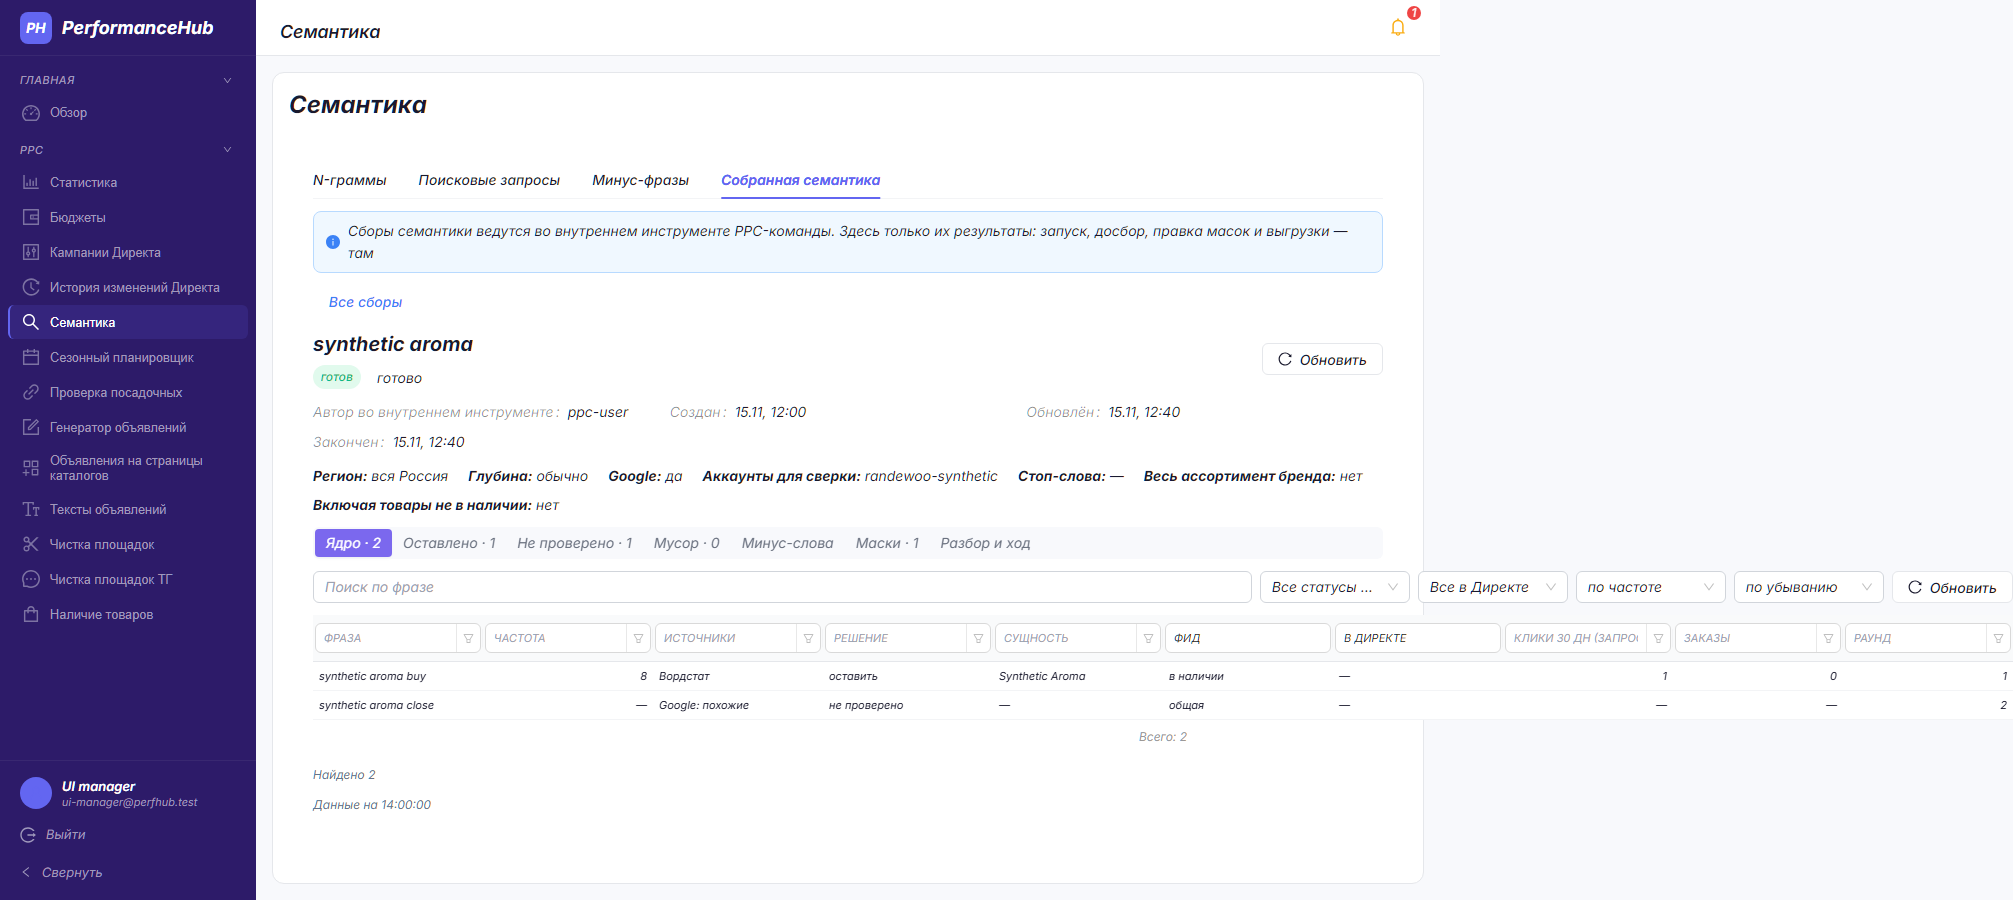 PH PerformanceHub
ГЛАВНАЯ
Обзор
PPC
Статистика
Бюджеты
Кампании Директа
История изменений Директа
Семантика
Сезонный планировщик
Проверка посадочных
Генератор объявлений
Объявления на страницы
каталогов
Тексты объявлений
Чистка площадок
Чистка площадок ТГ
Наличие товаров
UI manager
ui-manager@perfhub.test
Выйти
Свернуть
Семантика
1
Семантика
N-граммы Поисковые запросы Минус-фразы Собранная семантика
Сборы семантики ведутся во внутреннем инструменте PPC-команды. Здесь только их результаты: запуск, досбор, правка масок и выгрузки —
там
Все сборы
synthetic aroma
Обновить
готов готово
Автор во внутреннем инструменте: ppc-user Создан: 15.11, 12:00 Обновлён: 15.11, 12:40
Закончен: 15.11, 12:40
Регион: вся Россия Глубина: обычно Google: да Аккаунты для сверки: randewoo-synthetic Стоп-слова: — Весь ассортимент бренда: нет
Включая товары не в наличии: нет
Ядро · 2 Оставлено · 1 Не проверено · 1 Мусор · 0 Минус-слова Маски · 1 Разбор и ход
Поиск по фразе Все статусы ... Все в Директе по частоте по убыванию Обновить
ФРАЗА ЧАСТОТА ИСТОЧНИКИ РЕШЕНИЕ СУЩНОСТЬ ФИД В ДИРЕКТЕ КЛИКИ 30 ДН (ЗАПРО ЗАКАЗЫ РАУНД
synthetic aroma buy 8 Вордстат оставить Synthetic Aroma в наличии — 1 0 1
synthetic aroma close — Google: похожие не проверено — общая — — — 2
Всего: 2
Найдено 2
Данные на 14:00:00